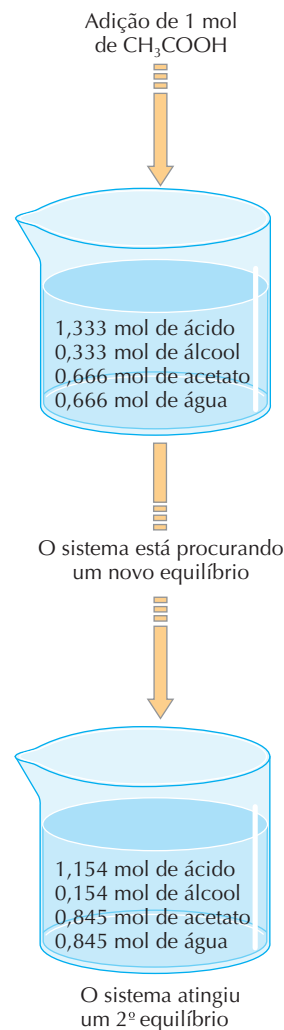 Adição de 1 mol
de CH₃COOH
1,333 mol de ácido
0,333 mol de álcool
0,666 mol de acetato
0,666 mol de água
O sistema está procurando
um novo equilíbrio
1,154 mol de ácido
0,154 mol de álcool
0,845 mol de acetato
0,845 mol de água
O sistema atingiu
um 2º equilíbrio